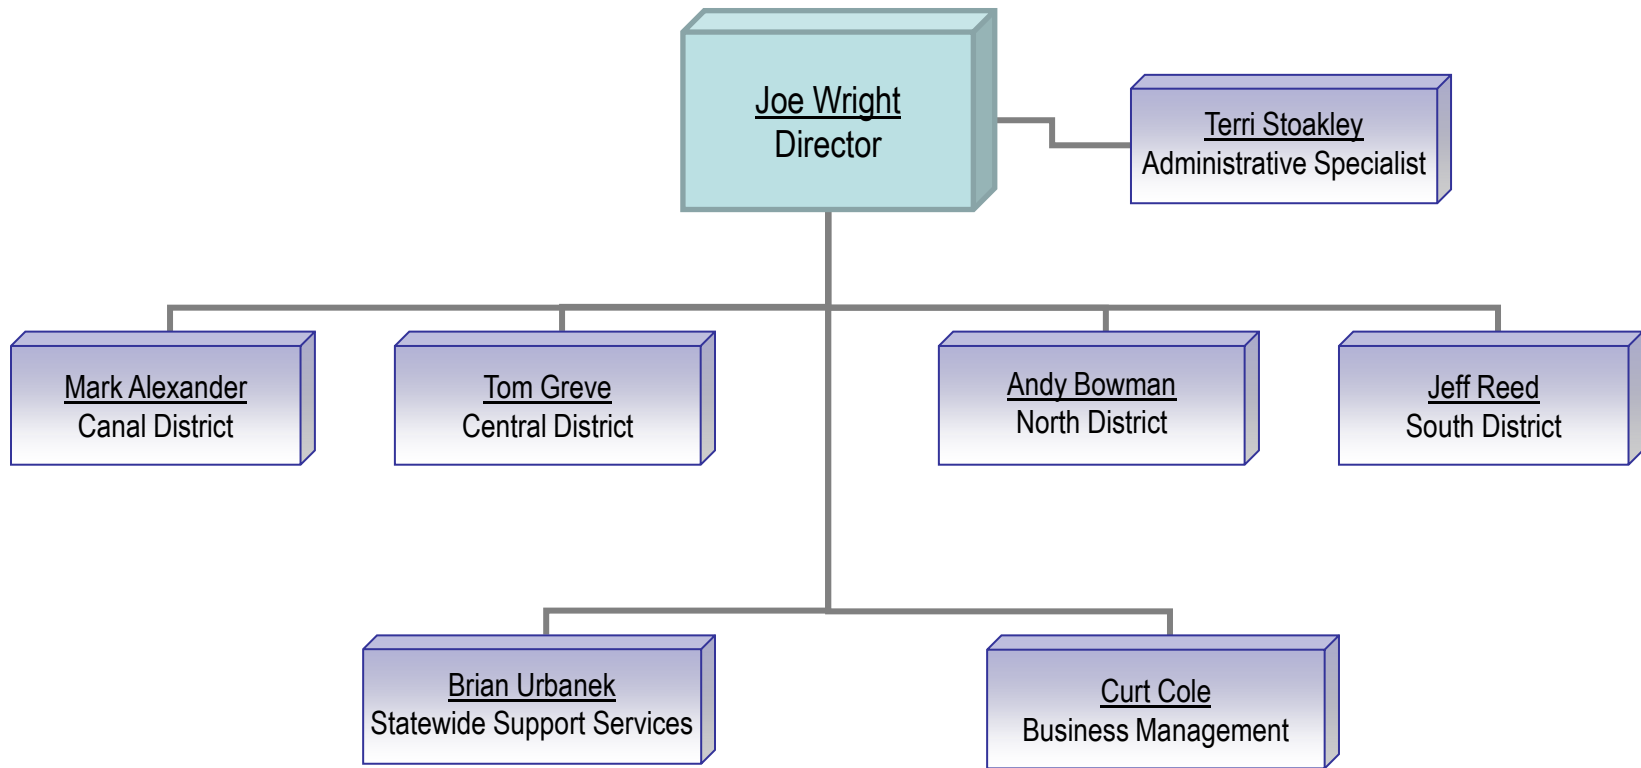 Joe Wright
Director
Terri Stoakley
Administrative Specialist
Mark Alexander
Canal District
Tom Greve
Central District
Andy Bowman
North District
Jeff Reed
South District
Brian Urbanek
Statewide Support Services
Curt Cole
Business Management